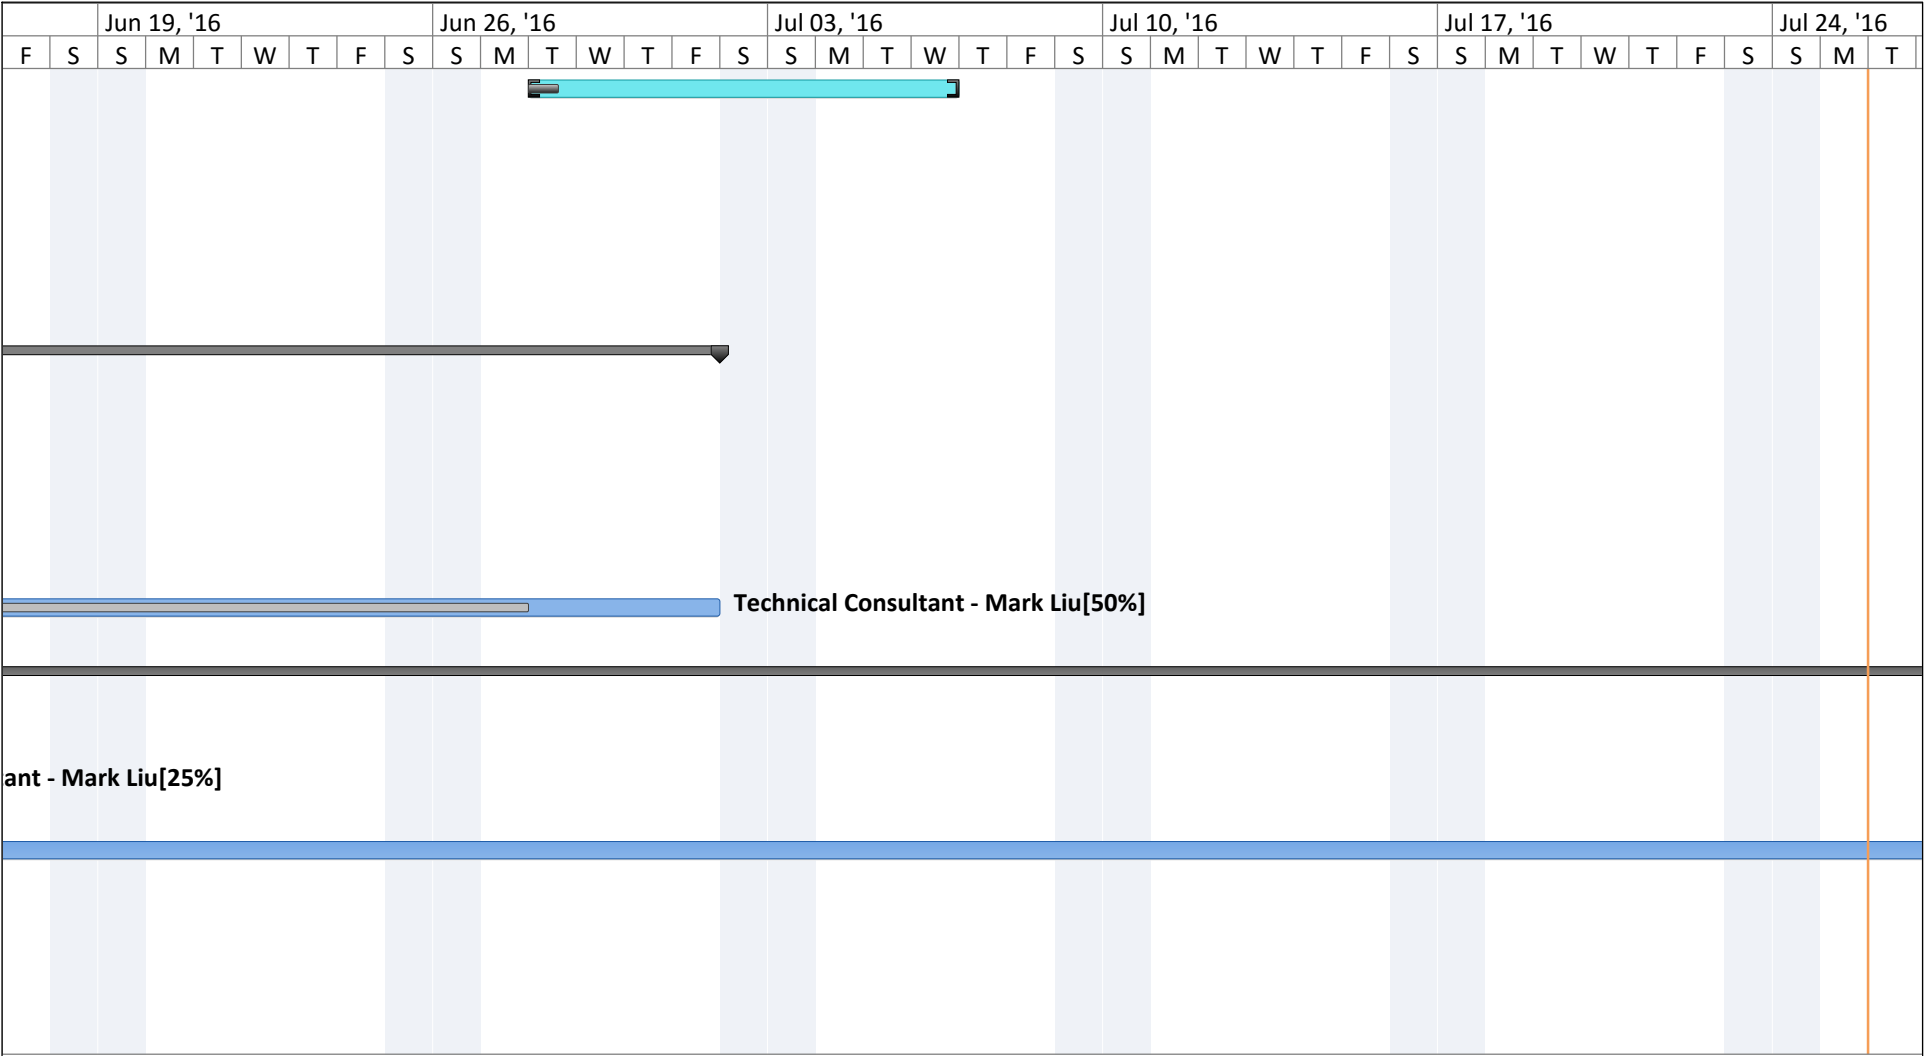 Jun 19, '16 Jun 26, '16 Jul 03, '16 Jul 10, '16 Jul 17, '16 Jul 24, '16
F S S M T W T F S S M T W T F S S M T W T F S S M T W T F S S M T W T F S S M T
Technical Consultant - Mark Liu[50%]
ant - Mark Liu[25%]